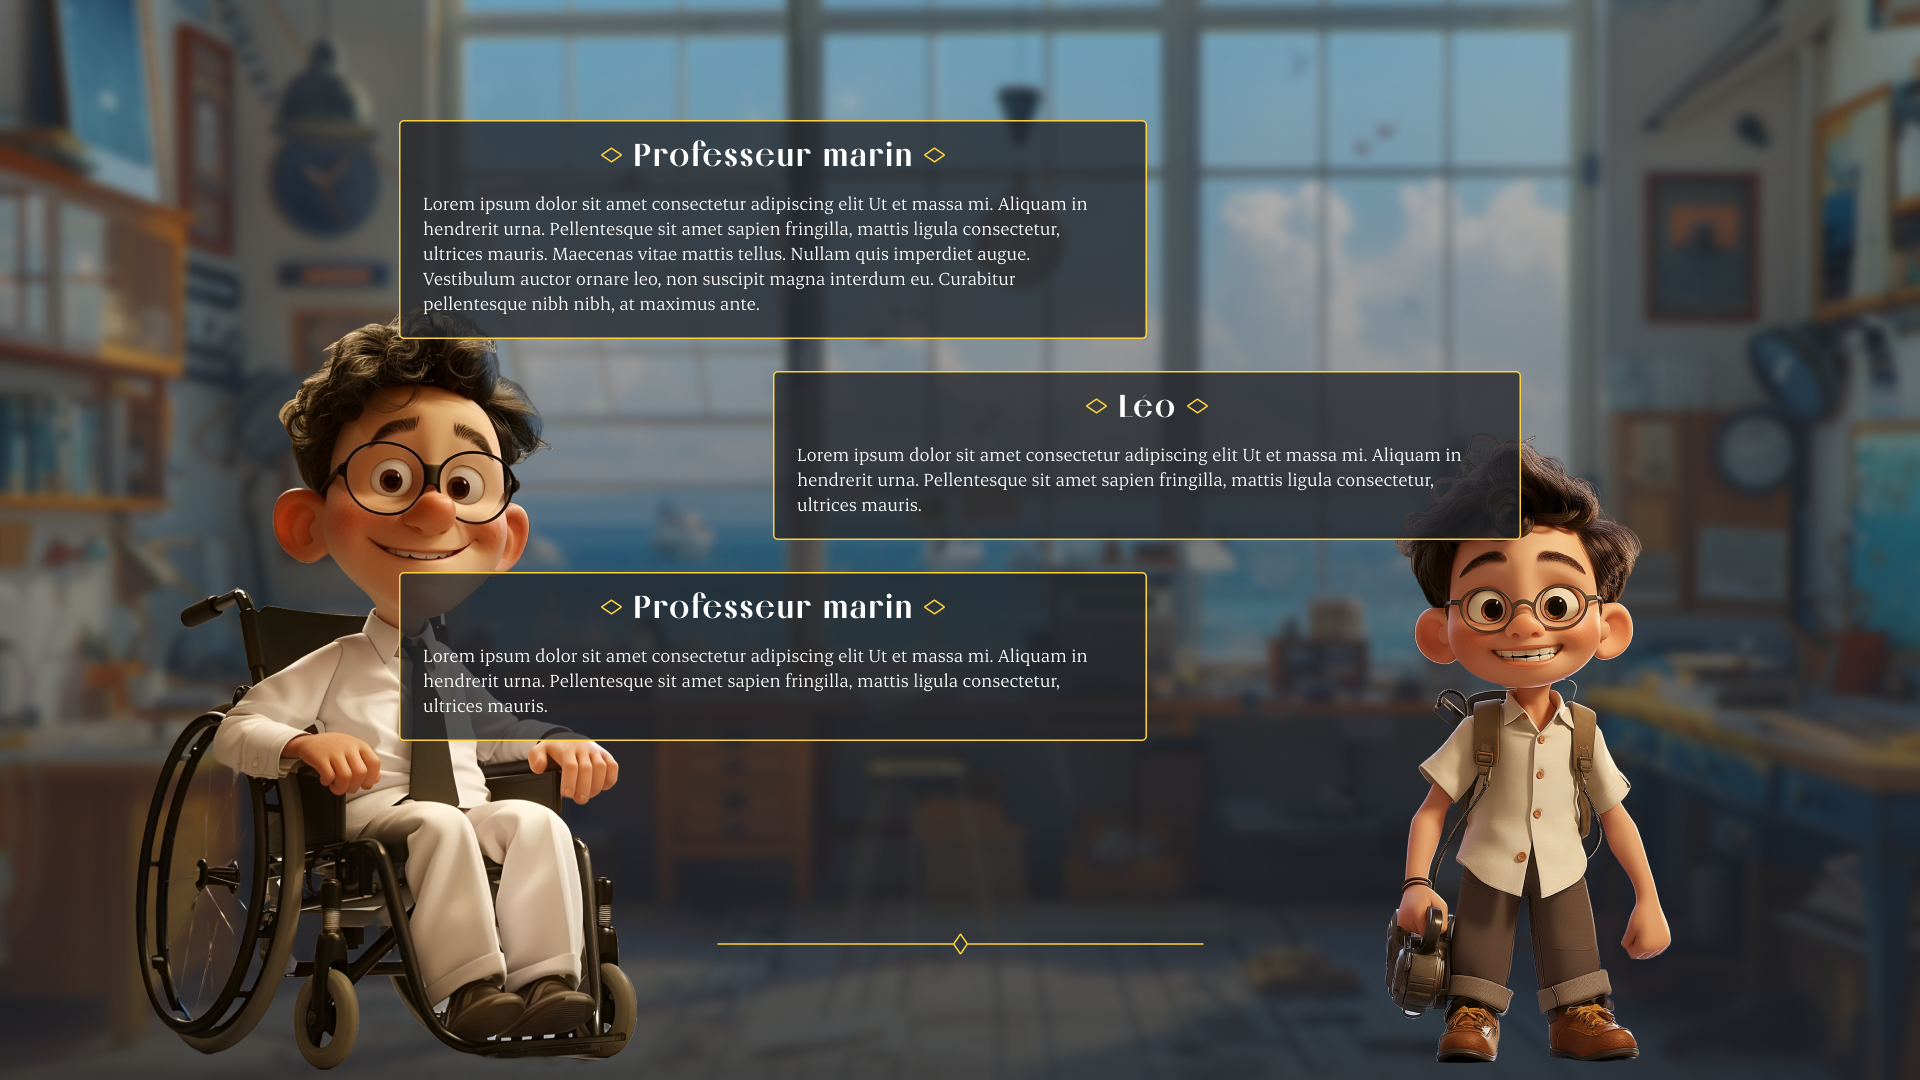 Professeur marin
Lorem ipsum dolor sit amet consectetur adipiscing elit Ut et massa mi. Aliquam in
hendrerit urna. Pellentesque sit amet sapien fringilla, mattis ligula consectetur,
ultrices mauris. Maecenas vitae mattis tellus. Nullam quis imperdiet augue.
Vestibulum auctor ornare leo, non suscipit magna interdum eu. Curabitur
pellentesque nibh nibh, at maximus ante.
Léo
Lorem ipsum dolor sit amet consectetur adipiscing elit Ut et massa mi. Aliquam in
hendrerit urna. Pellentesque sit amet sapien fringilla, mattis ligula consectetur,
ultrices mauris.
Professeur marin
Lorem ipsum dolor sit amet consectetur adipiscing elit Ut et massa mi. Aliquam in
hendrerit urna. Pellentesque sit amet sapien fringilla, mattis ligula consectetur,
ultrices mauris.